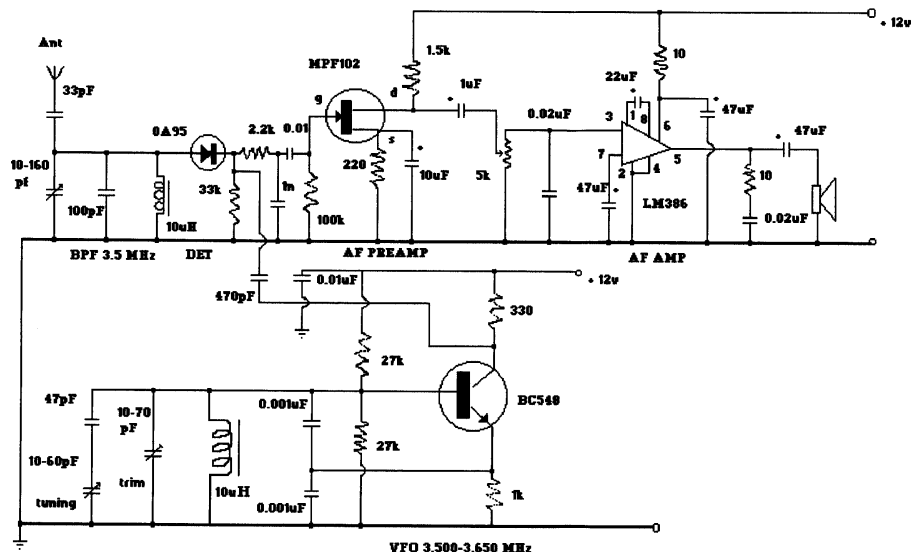 + 12v
Ant
1.5k
10
MPF102
33pF
g
d
1uF
22uF
+
0.02uF
1
8
3
6
47uF
47uF
0A95
2.2k
0.01
s
7
5
10-160
pf
220
5k
2
4
33k
10uF
47uF
10
1n
LM386
100pF
100k
0.02uF
10uH
BPF 3.5 MHz
DET
AF PREAMP
AF AMP
470pF
0.01uF
+ 12v
330
27k
BC548
47pF
10-70
pF
0.001uF
27k
10-60pF
tuning
trim
10uH
0.001uF
1k
VFO 3.500-3.650 MHz